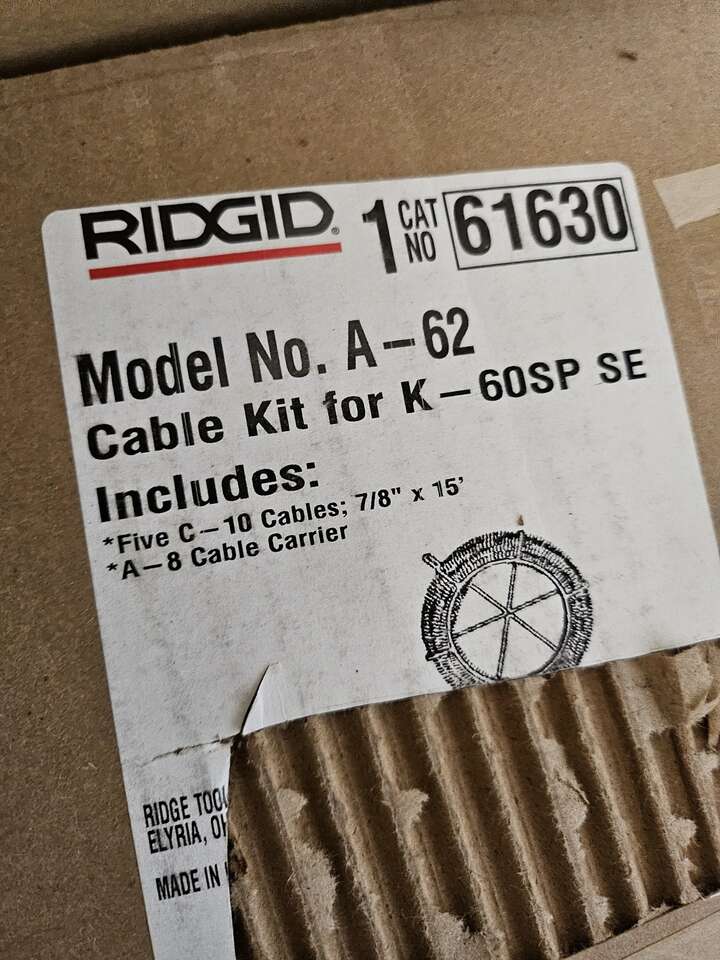 RIDGID® 1 CAT NO 61630
Model No. A-62
Cable Kit for K-60SP SE
Includes:
*Five C-10 Cables; 7/8" x 15'
*A-8 Cable Carrier
RIDGE TOOL
ELYRIA, OH
MADE IN